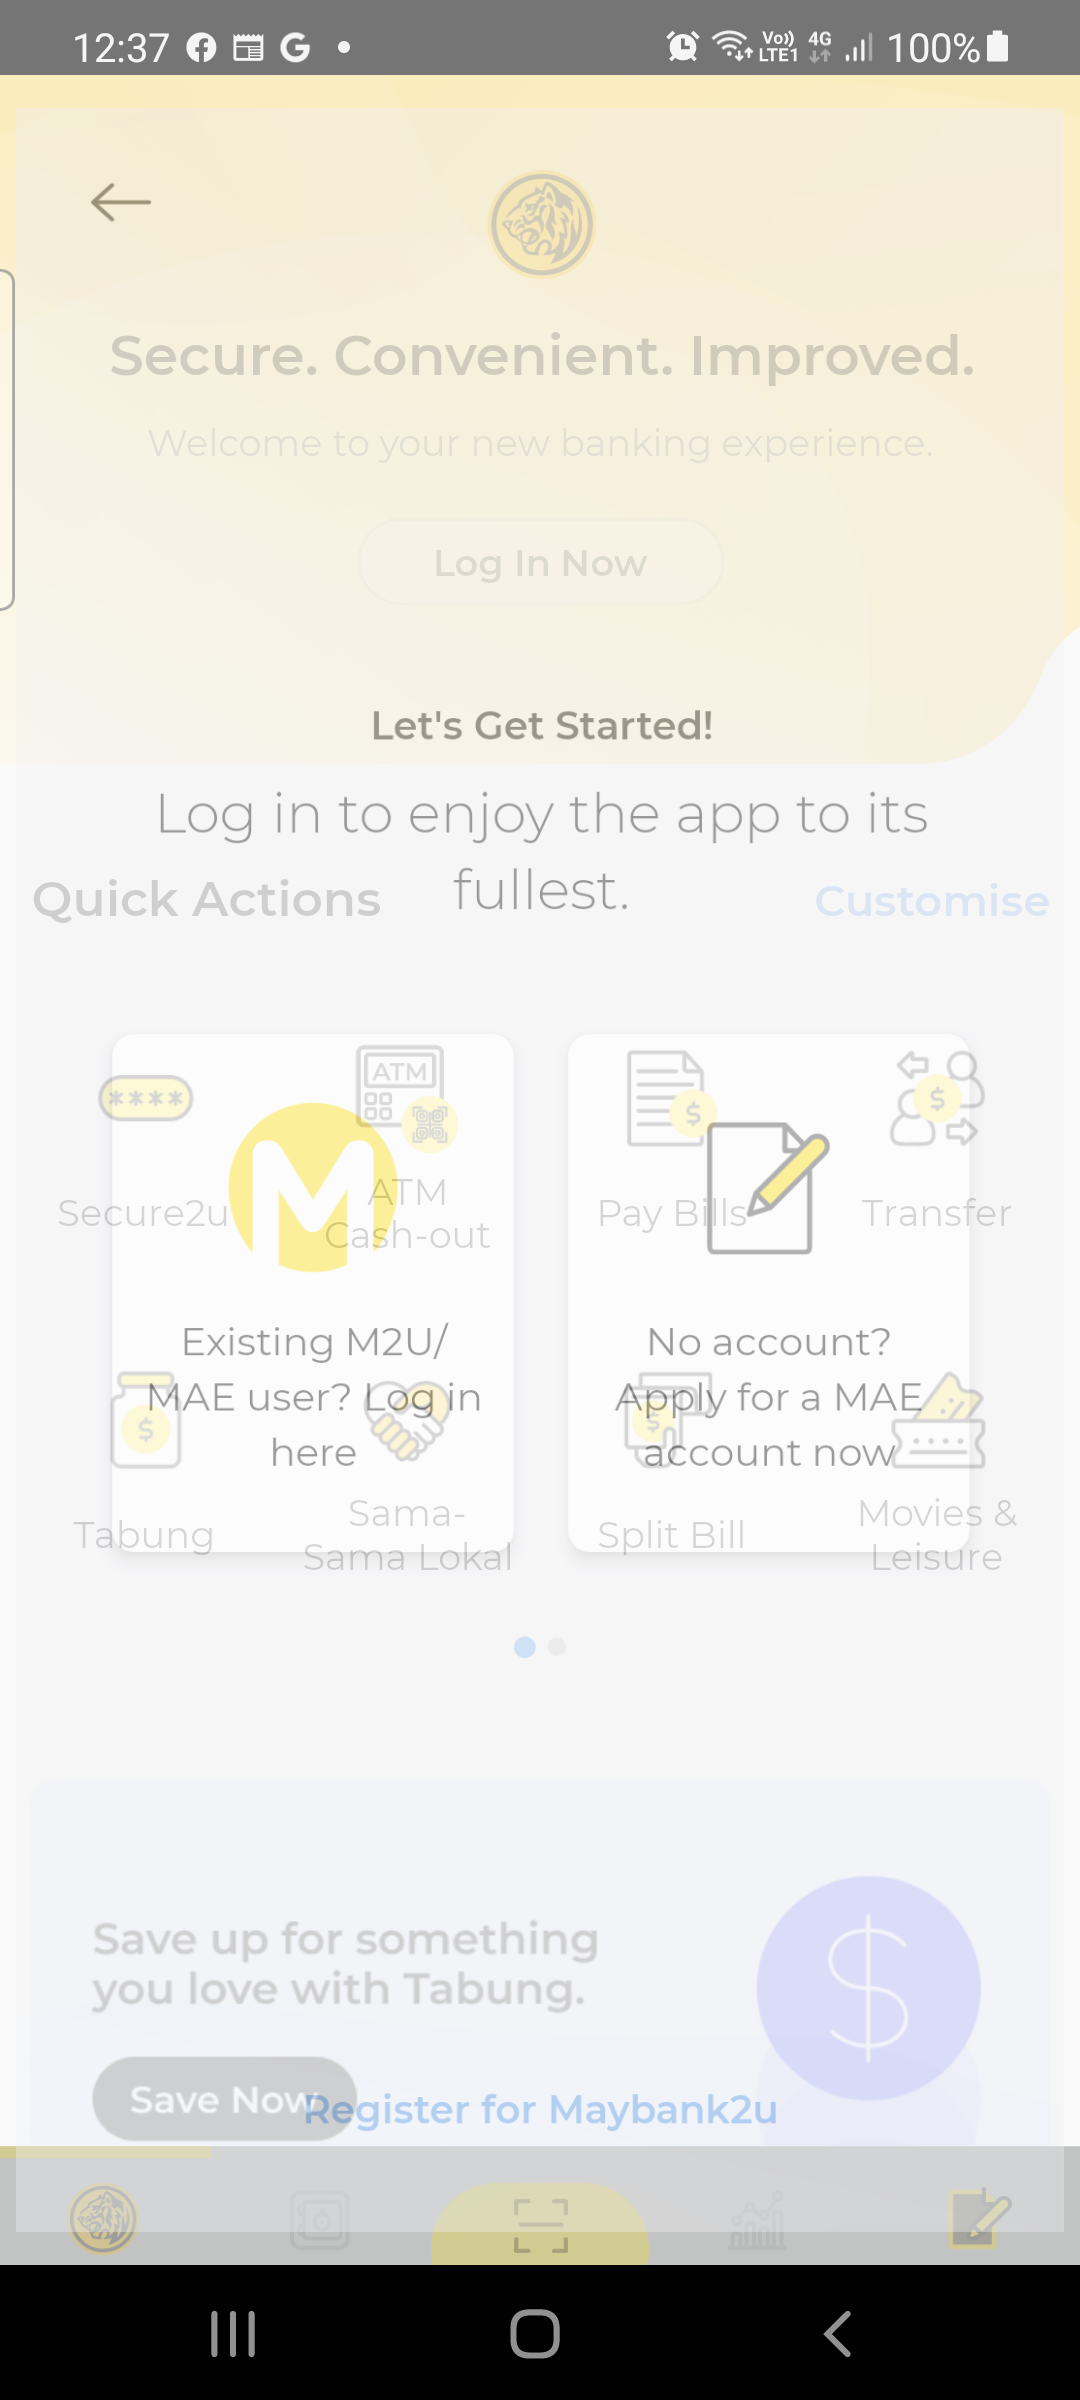 12:37
Vo))
LTE1
4G
100%
Secure. Convenient. Improved.
Welcome to your new banking experience.
Log In Now
Let's Get Started!
Log in to enjoy the app to its
fullest.
Quick Actions
Customise
****
ATM
$
$
Secure2u
ATM
Cash-out
Pay Bills
Transfer
Existing M2U/
MAE user? Log in
here
No account?
Apply for a MAE
account now
$
$
Tabung
Sama-
Sama Lokal
Split Bill
Movies &
Leisure
Save up for something
you love with Tabung.
$
Save Now
Register for Maybank2u